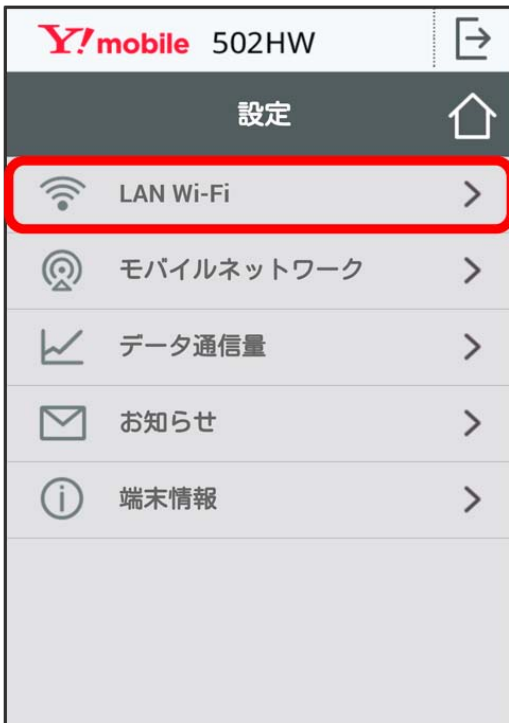 Y! mobile 502HW
設定
LAN Wi-Fi
モバイルネットワーク
データ通信量
お知らせ
端末情報